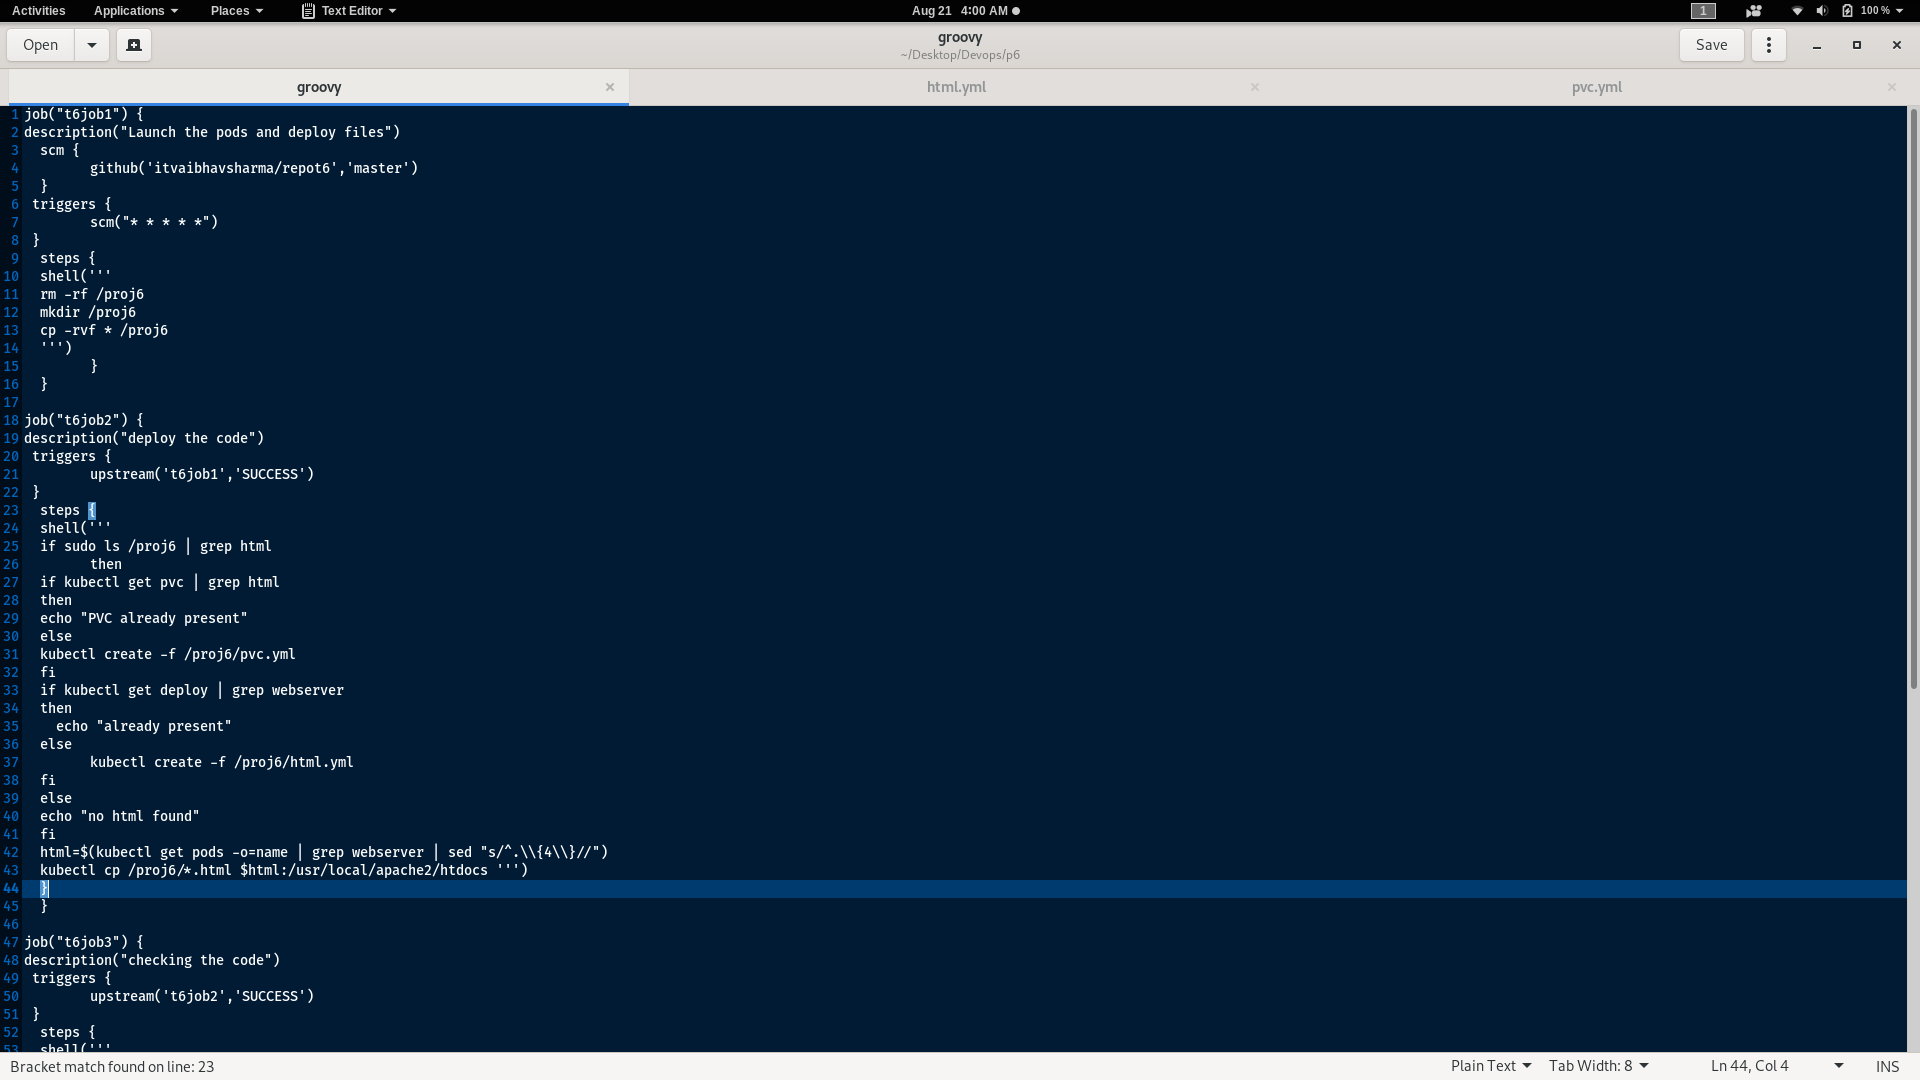 Activities Applications Places Text Editor Aug 21 4:00 AM 1 100 %
Open groovy Save
~/Desktop/Devops/p6
groovy html.yml pvc.yml
1 job("t6job1") {
2 description("Launch the pods and deploy files")
3 scm {
4 github('itvaibhavsharma/repot6','master')
5 }
6 triggers {
7 scm("* * * * *")
8 }
9 steps {
10 shell('''
11 rm -rf /proj6
12 mkdir /proj6
13 cp -rvf * /proj6
14 ''')
15 }
16 }
17
18 job("t6job2") {
19 description("deploy the code")
20 triggers {
21 upstream('t6job1','SUCCESS')
22 }
23 steps {
24 shell('''
25 if sudo ls /proj6 | grep html
26 then
27 if kubectl get pvc | grep html
28 then
29 echo "PVC already present"
30 else
31 kubectl create -f /proj6/pvc.yml
32 fi
33 if kubectl get deploy | grep webserver
34 then
35 echo "already present"
36 else
37 kubectl create -f /proj6/html.yml
38 fi
39 else
40 echo "no html found"
41 fi
42 html=$(kubectl get pods -o=name | grep webserver | sed "s/^.\\{4\\}//")
43 kubectl cp /proj6/*.html $html:/usr/local/apache2/htdocs ''')
44 }
45 }
46
47 job("t6job3") {
48 description("checking the code")
49 triggers {
50 upstream('t6job2','SUCCESS')
51 }
52 steps {
53 shell('''
Bracket match found on line: 23 Plain Text Tab Width: 8 Ln 44, Col 4 INS